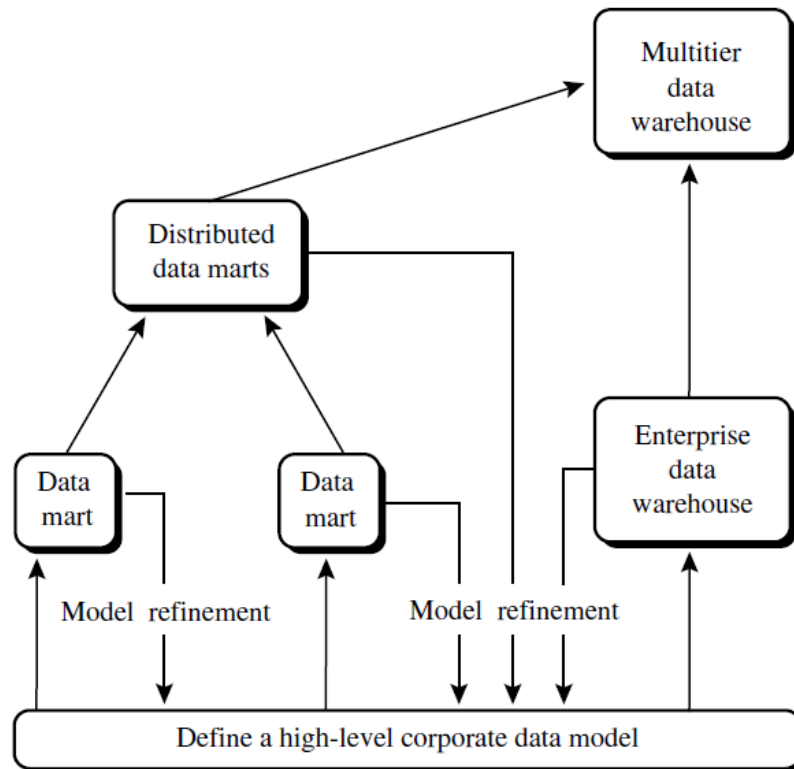 Multitier
data
warehouse
Distributed
data marts
Enterprise
data
warehouse
Data
mart
Data
mart
Model refinement
Model refinement
Define a high-level corporate data model